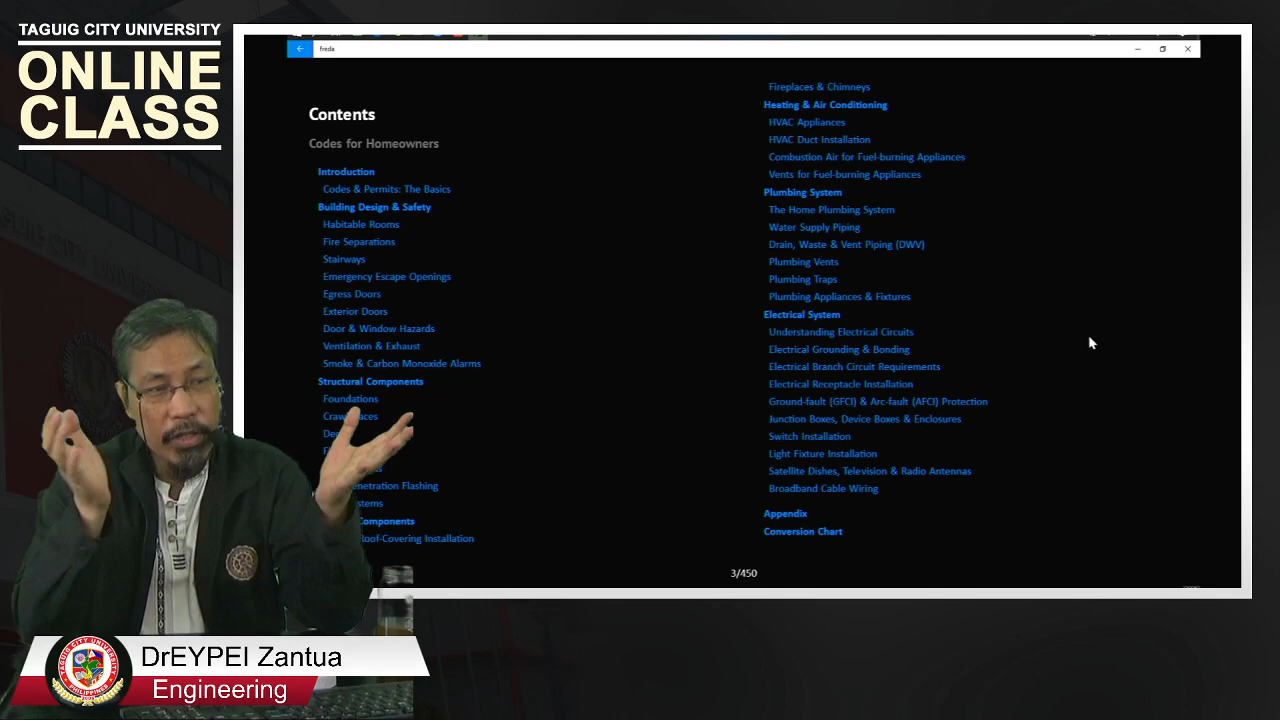 TAGUIG CITY UNIVERSITY
ONLINE
CLASS
freda
Contents
Codes for Homeowners
Introduction
Codes & Permits: The Basics
Building Design & Safety
Habitable Rooms
Fire Separations
Stairways
Emergency Escape Openings
Egress Doors
Exterior Doors
Door & Window Hazards
Ventilation & Exhaust
Smoke & Carbon Monoxide Alarms
Structural Components
Foundations
Flashing
Components
Roof-Covering Installation
Fireplaces & Chimneys
Heating & Air Conditioning
HVAC Appliances
HVAC Duct Installation
Combustion Air for Fuel-burning Appliances
Vents for Fuel-burning Appliances
Plumbing System
The Home Plumbing System
Water Supply Piping
Drain, Waste & Vent Piping (DWV)
Plumbing Vents
Plumbing Traps
Plumbing Appliances & Fixtures
Electrical System
Understanding Electrical Circuits
Electrical Grounding & Bonding
Electrical Branch Circuit Requirements
Electrical Receptacle Installation
Ground-fault (GFCI) & Arc-fault (AFCI) Protection
Junction Boxes, Device Boxes & Enclosures
Switch Installation
Light Fixture Installation
Satellite Dishes, Television & Radio Antennas
Broadband Cable Wiring
Appendix
Conversion Chart
3/450
DrEYPEI Zantua
Engineering